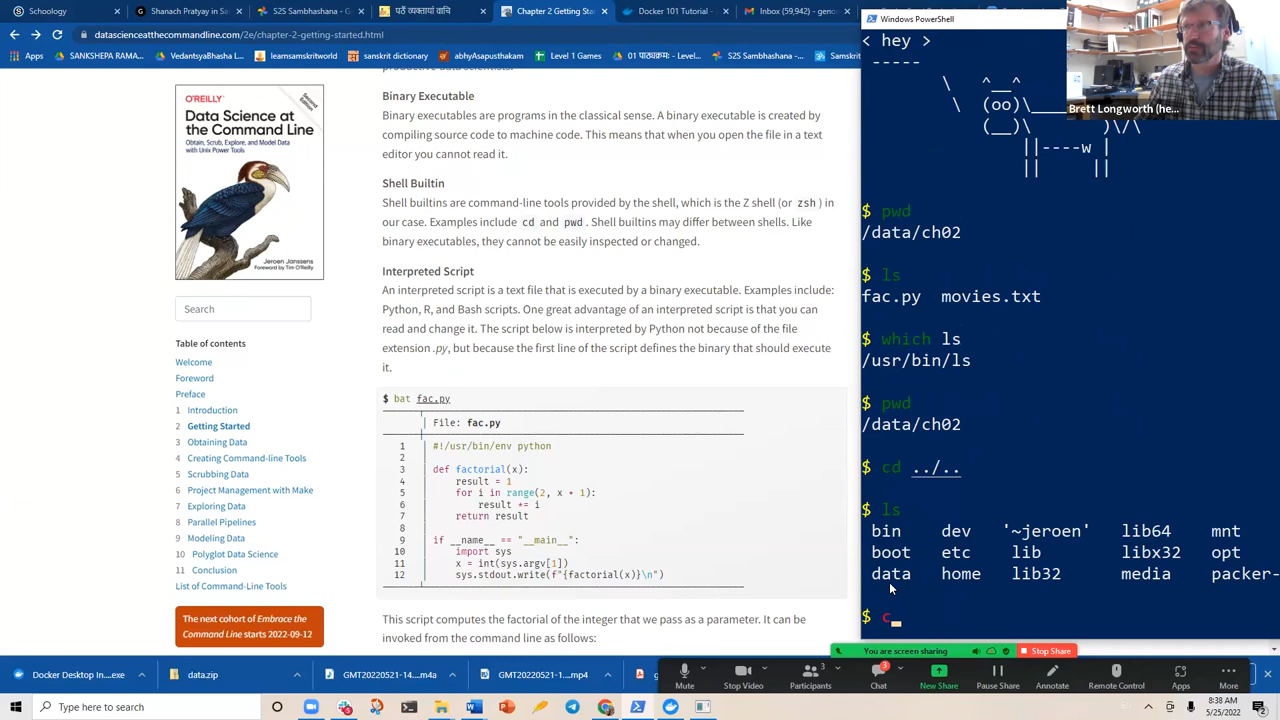 Schoology
Shanach Pratyay in Sa
S2S Sambhashana - G
पठँ व्यक्तायां वाचि
Chapter 2 Getting Star
Docker 101 Tutorial -
Inbox (59,942) - genor
datascienceatthecommandline.com/2e/chapter-2-getting-started.html
SANKSHEPA RAMAY...
VedantsyaBhasha L...
learnsamskritworld
sanskrit dictionary
abhyAsapusthakam
Level 1 Games
01 पाठ्यक्रमः - Level...
S2S Sambhashana -...
Sambhashan
productive data scientists.
Binary Executable
Binary executables are programs in the classical sense. A binary executable is created by
compiling source code to machine code. This means that when you open the file in a text
editor you cannot read it.
Shell Builtin
Shell builtins are command-line tools provided by the shell, which is the Z shell (or zsh ) in
our case. Examples include cd and pwd . Shell builtins may differ between shells. Like
binary executables, they cannot be easily inspected or changed.
Interpreted Script
An interpreted script is a text file that is executed by a binary executable. Examples include:
Python, R, and Bash scripts. One great advantage of an interpreted script is that you can
read and change it. The script below is interpreted by Python not because of the file
extension .py, but because the first line of the script defines the binary that should execute
it.
$ bat fac.py
File: fac.py
1 #!/usr/bin/env python
2
3 def factorial(x):
4 result = 1
5 for i in range(2, x + 1):
6 result *= i
7 return result
8
9 if __name__ == "__main__":
10 import sys
11 x = int(sys.argv[1])
12 sys.stdout.write(f"{factorial(x)}\n")
This script computes the factorial of the integer that we pass as a parameter. It can be
invoked from the command line as follows:
O'REILLY®
Second Edition
Data Science at
the Command Line
Obtain, Scrub, Explore, and Model Data
with Unix Power Tools
Jeroen Janssens
Foreword by Tim O'Reilly
Search
Table of contents
Welcome
Foreword
Preface
1 Introduction
2 Getting Started
3 Obtaining Data
4 Creating Command-line Tools
5 Scrubbing Data
6 Project Management with Make
7 Exploring Data
8 Parallel Pipelines
9 Modeling Data
10 Polyglot Data Science
11 Conclusion
List of Command-Line Tools
The next cohort of Embrace the
Command Line starts 2022-09-12
Windows PowerShell
< hey >
-----
\ ^__^
\ (oo)\____
(__)\ )\/\
||----w |
|| ||
$ pwd
/data/ch02
$ ls
fac.py movies.txt
$ which ls
/usr/bin/ls
$ pwd
/data/ch02
$ cd ../..
$ ls
bin dev '~jeroen' lib64 mnt
boot etc lib libx32 opt
data home lib32 media packer-
$ c_
Brett Longworth (he...
You are screen sharing
Stop Share
Mute
Stop Video
Participants
3
Chat
3
New Share
Pause Share
Annotate
Remote Control
Apps
More
Docker Desktop In....exe
data.zip
GMT20220521-14....m4a
GMT20220521-....mp4
Type here to search
8:38 AM
5/25/2022